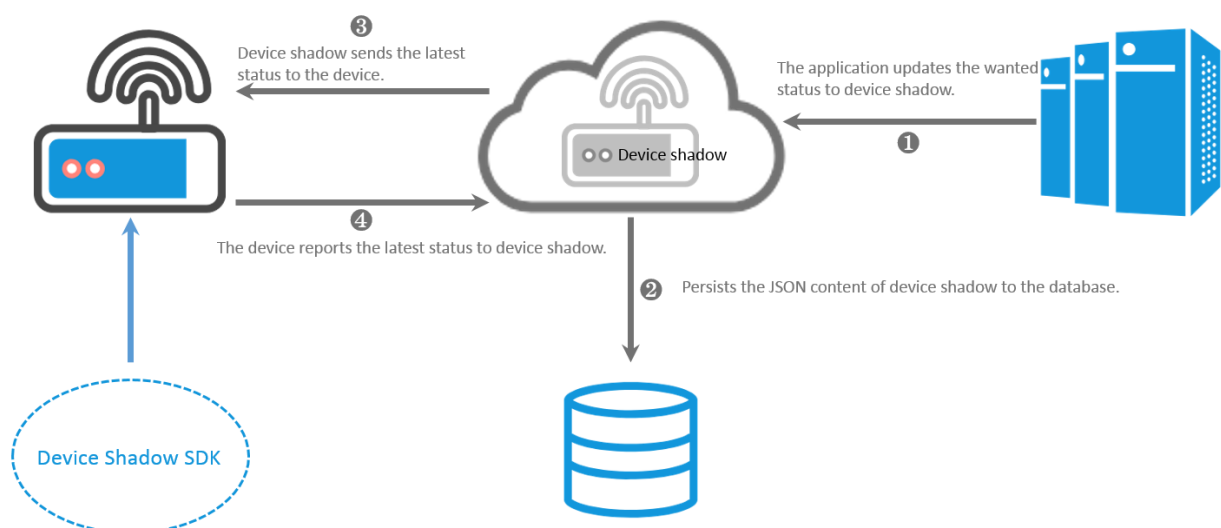 ❸
Device shadow sends the latest
status to the device.
The application updates the wanted
status to device shadow.
❶
Device shadow
❹
The device reports the latest status to device shadow.
❷
Persists the JSON content of device shadow to the database.
Device Shadow SDK